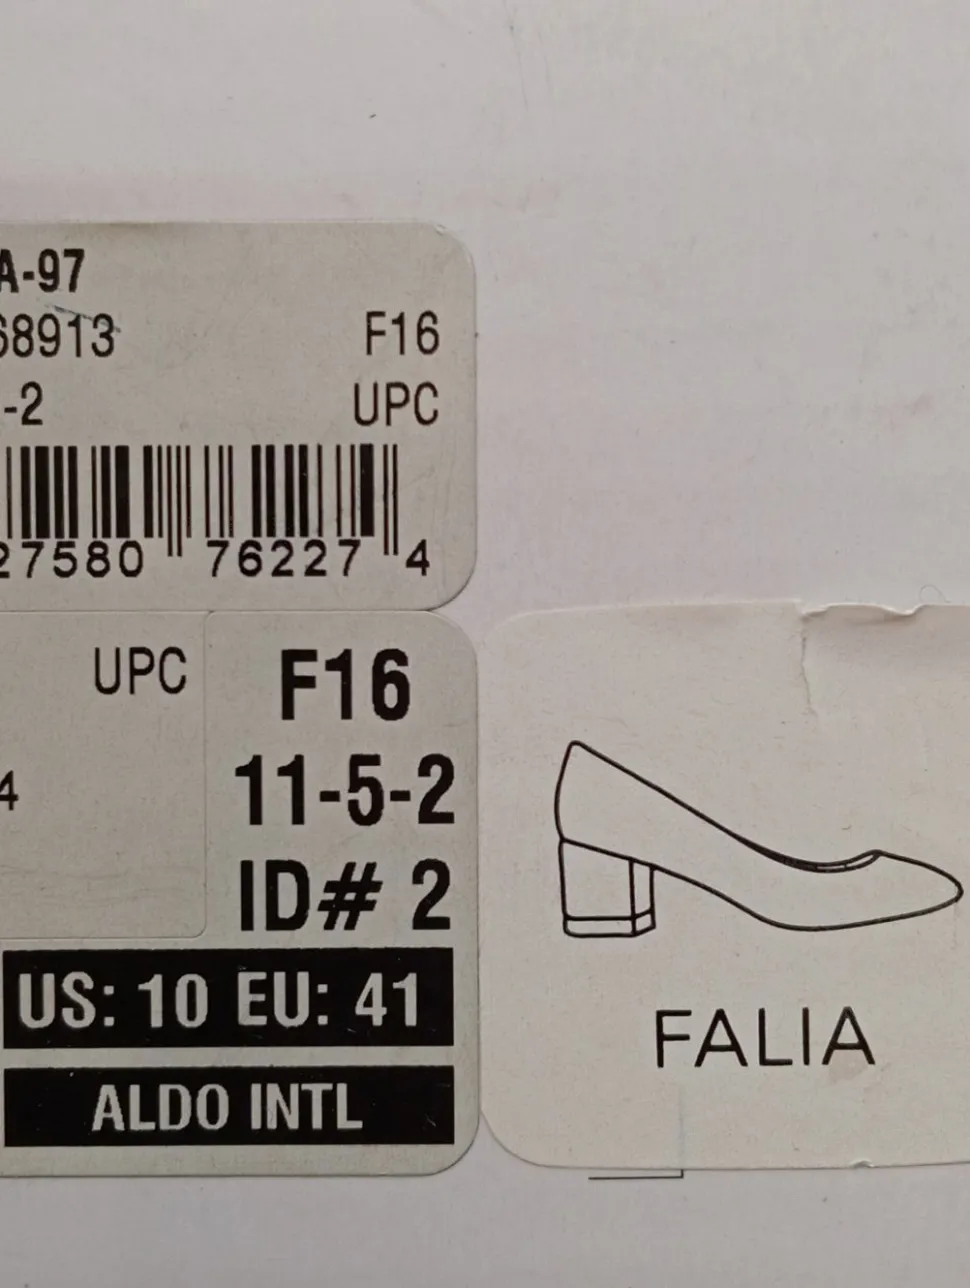 A-97
68913 F16
-2 UPC
27580 76227 4
UPC
F16
4
11-5-2
ID# 2
US: 10 EU: 41
ALDO INTL
FALIA